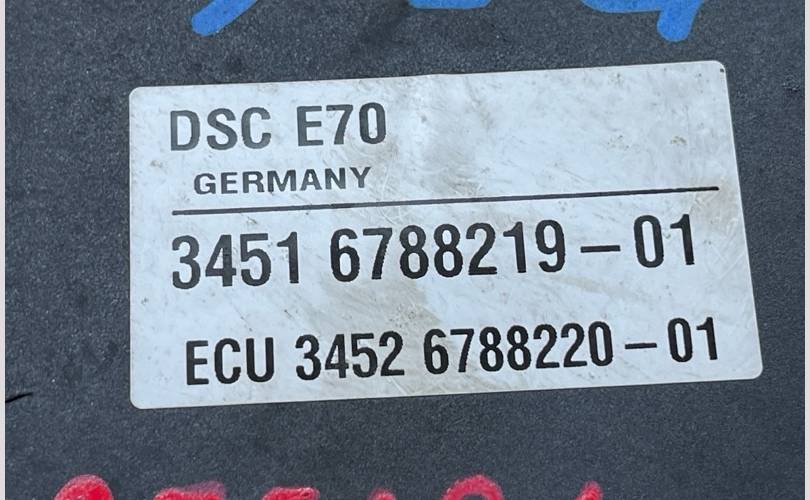 DSC E70
GERMANY
3451 6788219-01
ECU 3452 6788220-01